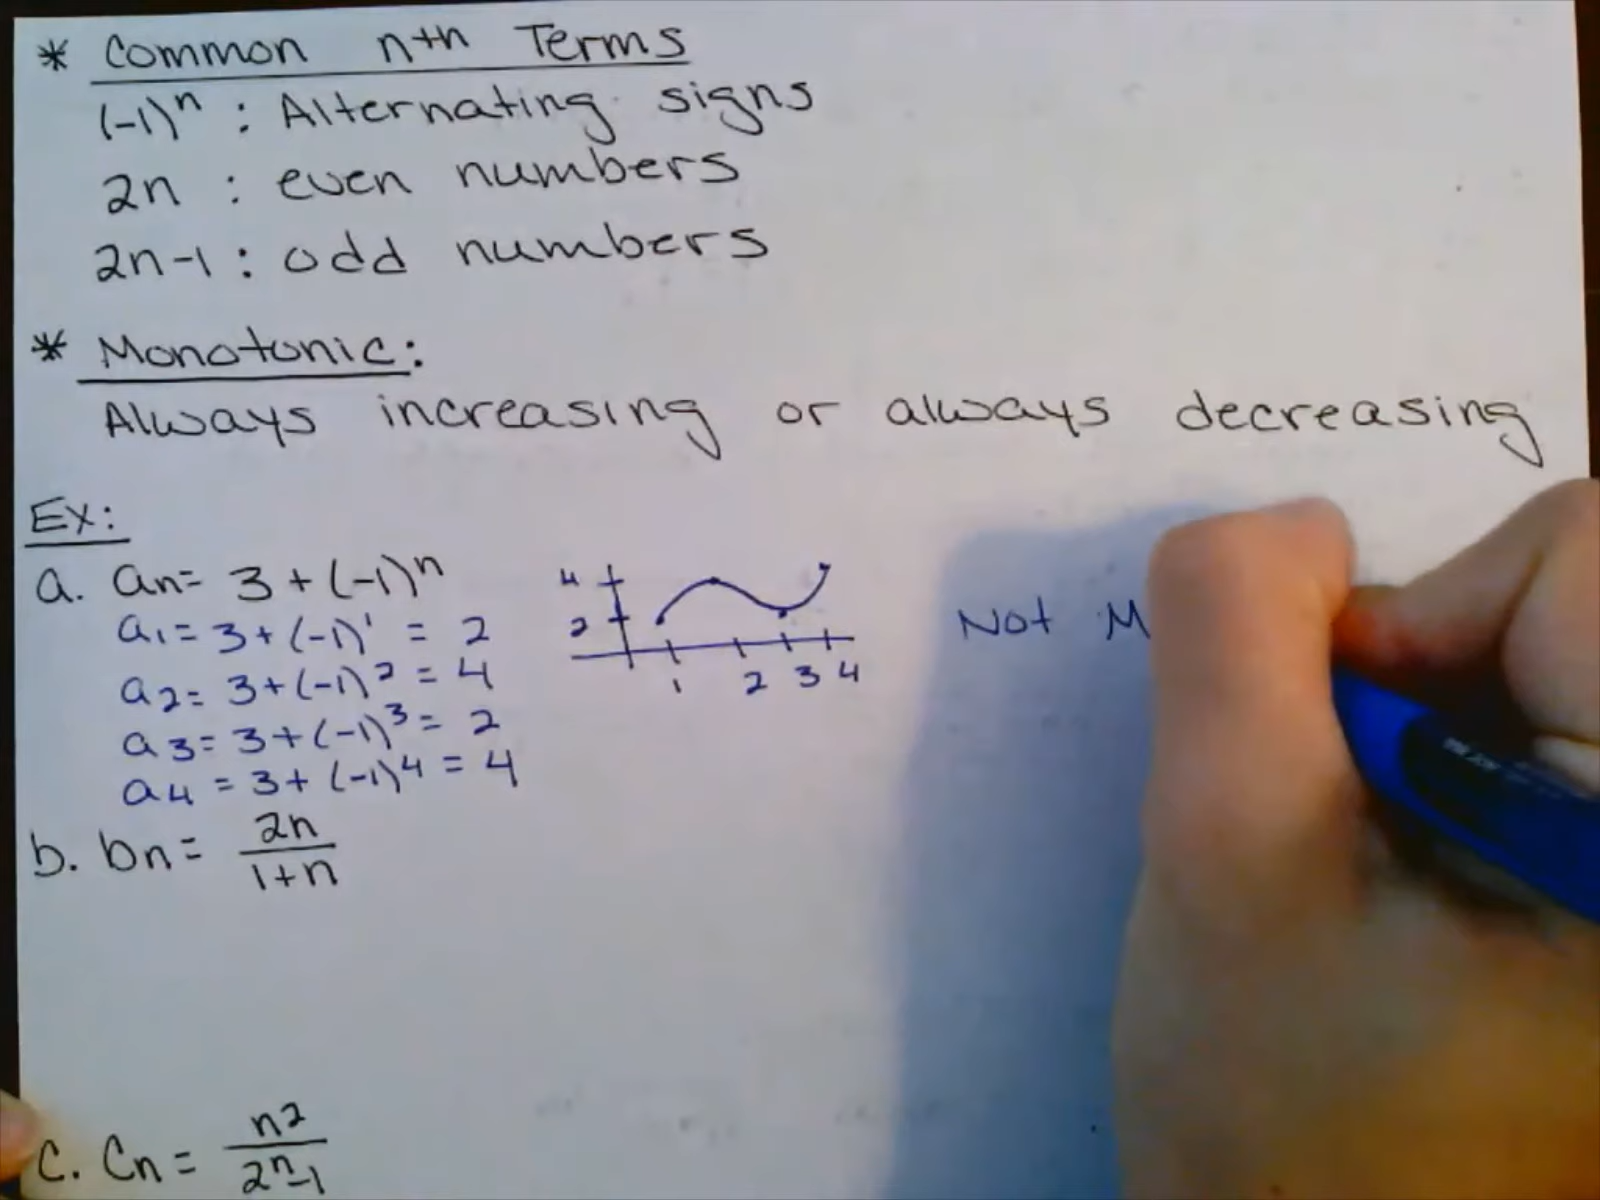 * Common nth Terms
(-1)^n : Alternating signs
2n : even numbers
2n-1 : odd numbers
* Monotonic:
Always increasing or always decreasing
Ex:
a. an = 3 + (-1)^n
a1 = 3 + (-1)^1 = 2
a2 = 3 + (-1)^2 = 4
a3 = 3 + (-1)^3 = 2
a4 = 3 + (-1)^4 = 4
4
2
1 2 3 4
Not M
b. bn = 2n / 1+n
c. Cn = n^2 / 2^n-1